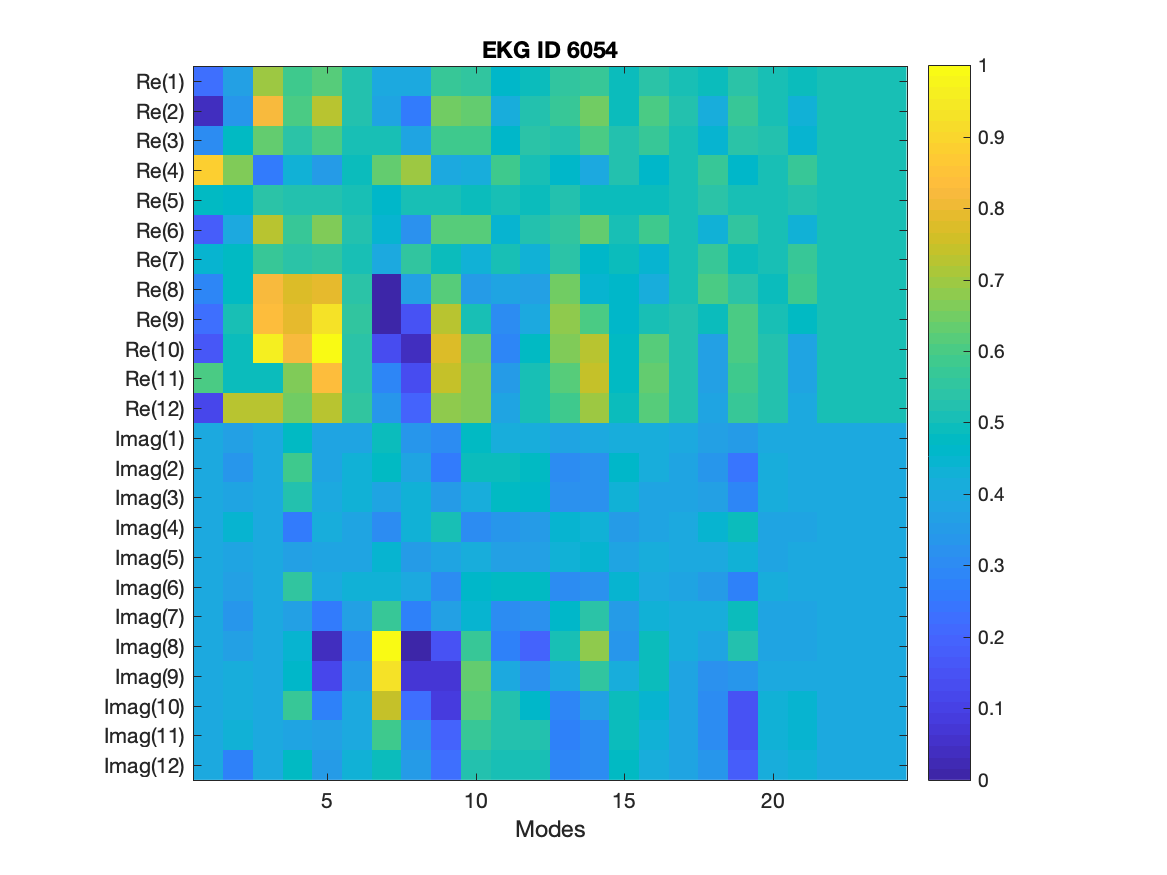 EKG ID 6054
Re(1)
Re(2)
Re(3)
Re(4)
Re(5)
Re(6)
Re(7)
Re(8)
Re(9)
Re(10)
Re(11)
Re(12)
Imag(1)
Imag(2)
Imag(3)
Imag(4)
Imag(5)
Imag(6)
Imag(7)
Imag(8)
Imag(9)
Imag(10)
Imag(11)
Imag(12)
5 10 15 20
Modes
1
0.9
0.8
0.7
0.6
0.5
0.4
0.3
0.2
0.1
0